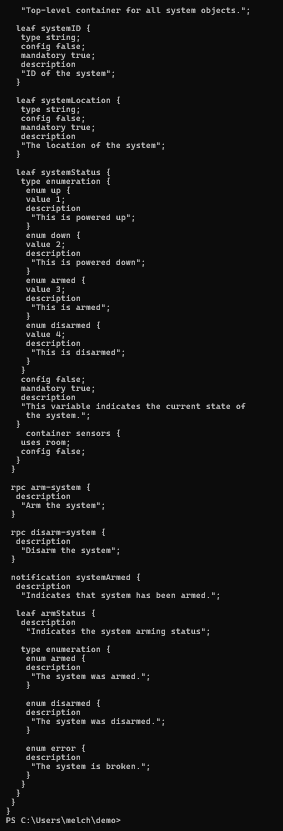 "Top-level container for all system objects.";
leaf systemID {
type string;
config false;
mandatory true;
description
"ID of the system";
}
leaf systemLocation {
type string;
config false;
mandatory true;
description
"The location of the system";
}
leaf systemStatus {
type enumeration {
enum up {
value 1;
description
"This is powered up";
}
enum down {
value 2;
description
"This is powered down";
}
enum armed {
value 3;
description
"This is armed";
}
enum disarmed {
value 4;
description
"This is disarmed";
}
}
config false;
mandatory true;
description
"This variable indicates the current state of
the system.";
}
container sensors {
uses room;
config false;
}
}
rpc arm-system {
description
"Arm the system";
}
rpc disarm-system {
description
"Disarm the system";
}
notification systemArmed {
description
"Indicates that system has been armed.";
leaf armStatus {
description
"Indicates the system arming status";
type enumeration {
enum armed {
description
"The system was armed.";
}
enum disarmed {
description
"The system was disarmed.";
}
enum error {
description
"The system is broken.";
}
}
}
}
}
PS C:\Users\melch\demo>